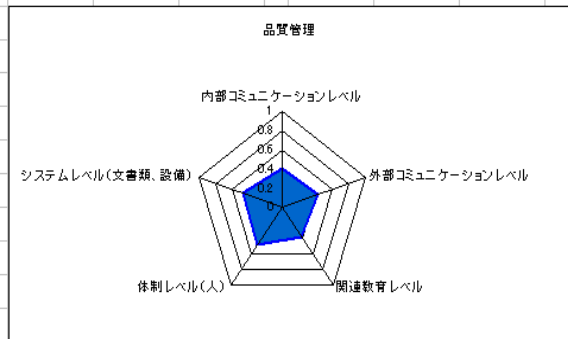 品質管理
内部コミュニケーションレベル
1
0.8
0.6
0.4
0.2
0
システムレベル(文書類、設備)
外部コミュニケーションレベル
体制レベル(人)
関連教育レベル